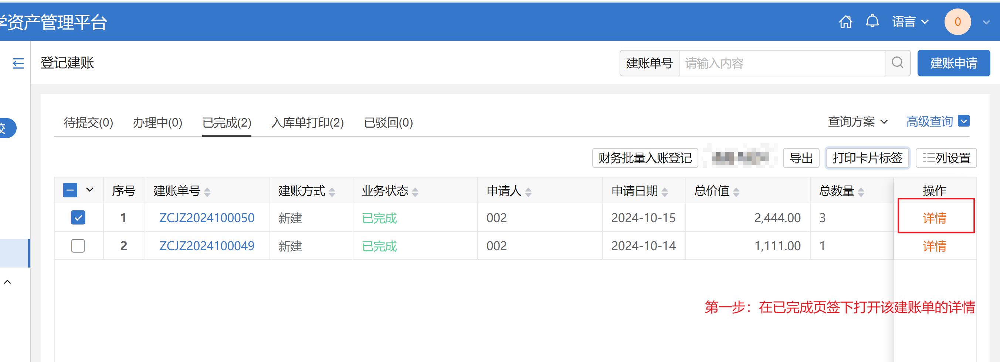 学资产管理平台
语言
0
登记建账
建账单号
请输入内容
建账申请
交
待提交(0)
办理中(0)
已完成(2)
入库单打印(2)
已驳回(0)
查询方案
高级查询
财务批量入账登记
导出
打印卡片标签
列设置
序号
建账单号
建账方式
业务状态
申请人
申请日期
总价值
总数量
操作
1
ZCJZ2024100050
新建
已完成
002
2024-10-15
2,444.00
3
详情
2
ZCJZ2024100049
新建
已完成
002
2024-10-14
1,111.00
1
详情
第一步：在已完成页签下打开该建账单的详情